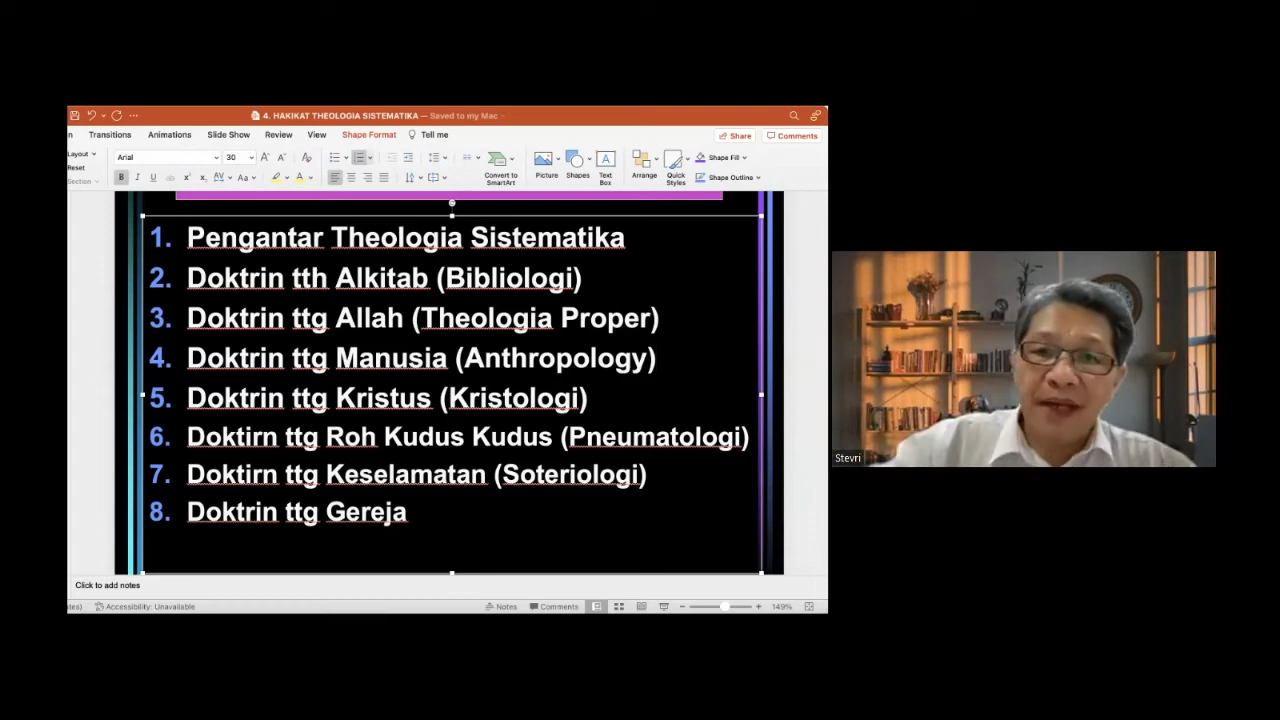 4. HAKIKAT THEOLOGIA SISTEMATIKA — Saved to my Mac
n Transitions Animations Slide Show Review View Shape Format Tell me Share Comments
Layout
Reset
Section
Arial 30
Convert to SmartArt
Picture
Shapes
Text Box
Arrange
Quick Styles
Shape Fill
Shape Outline
1. Pengantar Theologia Sistematika
2. Doktrin tth Alkitab (Bibliologi)
3. Doktrin ttg Allah (Theologia Proper)
4. Doktrin ttg Manusia (Anthropology)
5. Doktrin ttg Kristus (Kristologi)
6. Doktirn ttg Roh Kudus Kudus (Pneumatologi)
7. Doktirn ttg Keselamatan (Soteriologi)
8. Doktrin ttg Gereja
Click to add notes
Accessibility: Unavailable Notes Comments 149%
Stevri